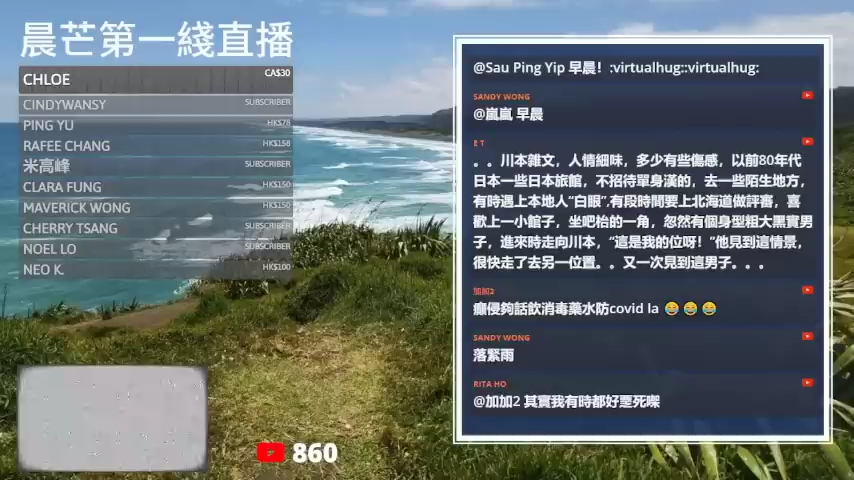 晨芒第一綫直播
CHLOE CA$30
CINDYWANSY SUBSCRIBER
PING YU HK$78
RAFEE CHANG HK$158
米高峰 SUBSCRIBER
CLARA FUNG HK$150
MAVERICK WONG HK$150
CHERRY TSANG SUBSCRIBER
NOEL LO SUBSCRIBER
NEO K. HK$100
860
@Sau Ping Yip 早晨！:virtualhug::virtualhug:
SANDY WONG
@嵐嵐 早晨
E T
。。川本雜文，人情細味，多少有些傷感，以前80年代
日本一些日本旅館，不招待單身漢的，去一些陌生地方，
有時遇上本地人“白眼”,有段時間要上北海道做評審，喜
歡上一小館子，坐吧枱的一角，忽然有個身型粗大黑實男
子，進來時走向川本，“這是我的位呀！”他見到這情景，
很快走了去另一位置。。又一次見到這男子。。。
加加2
癲侵夠話飲消毒藥水防covid la 😂😂😂
SANDY WONG
落緊雨
RITA HO
@加加2 其實我有時都好䍐死㗎